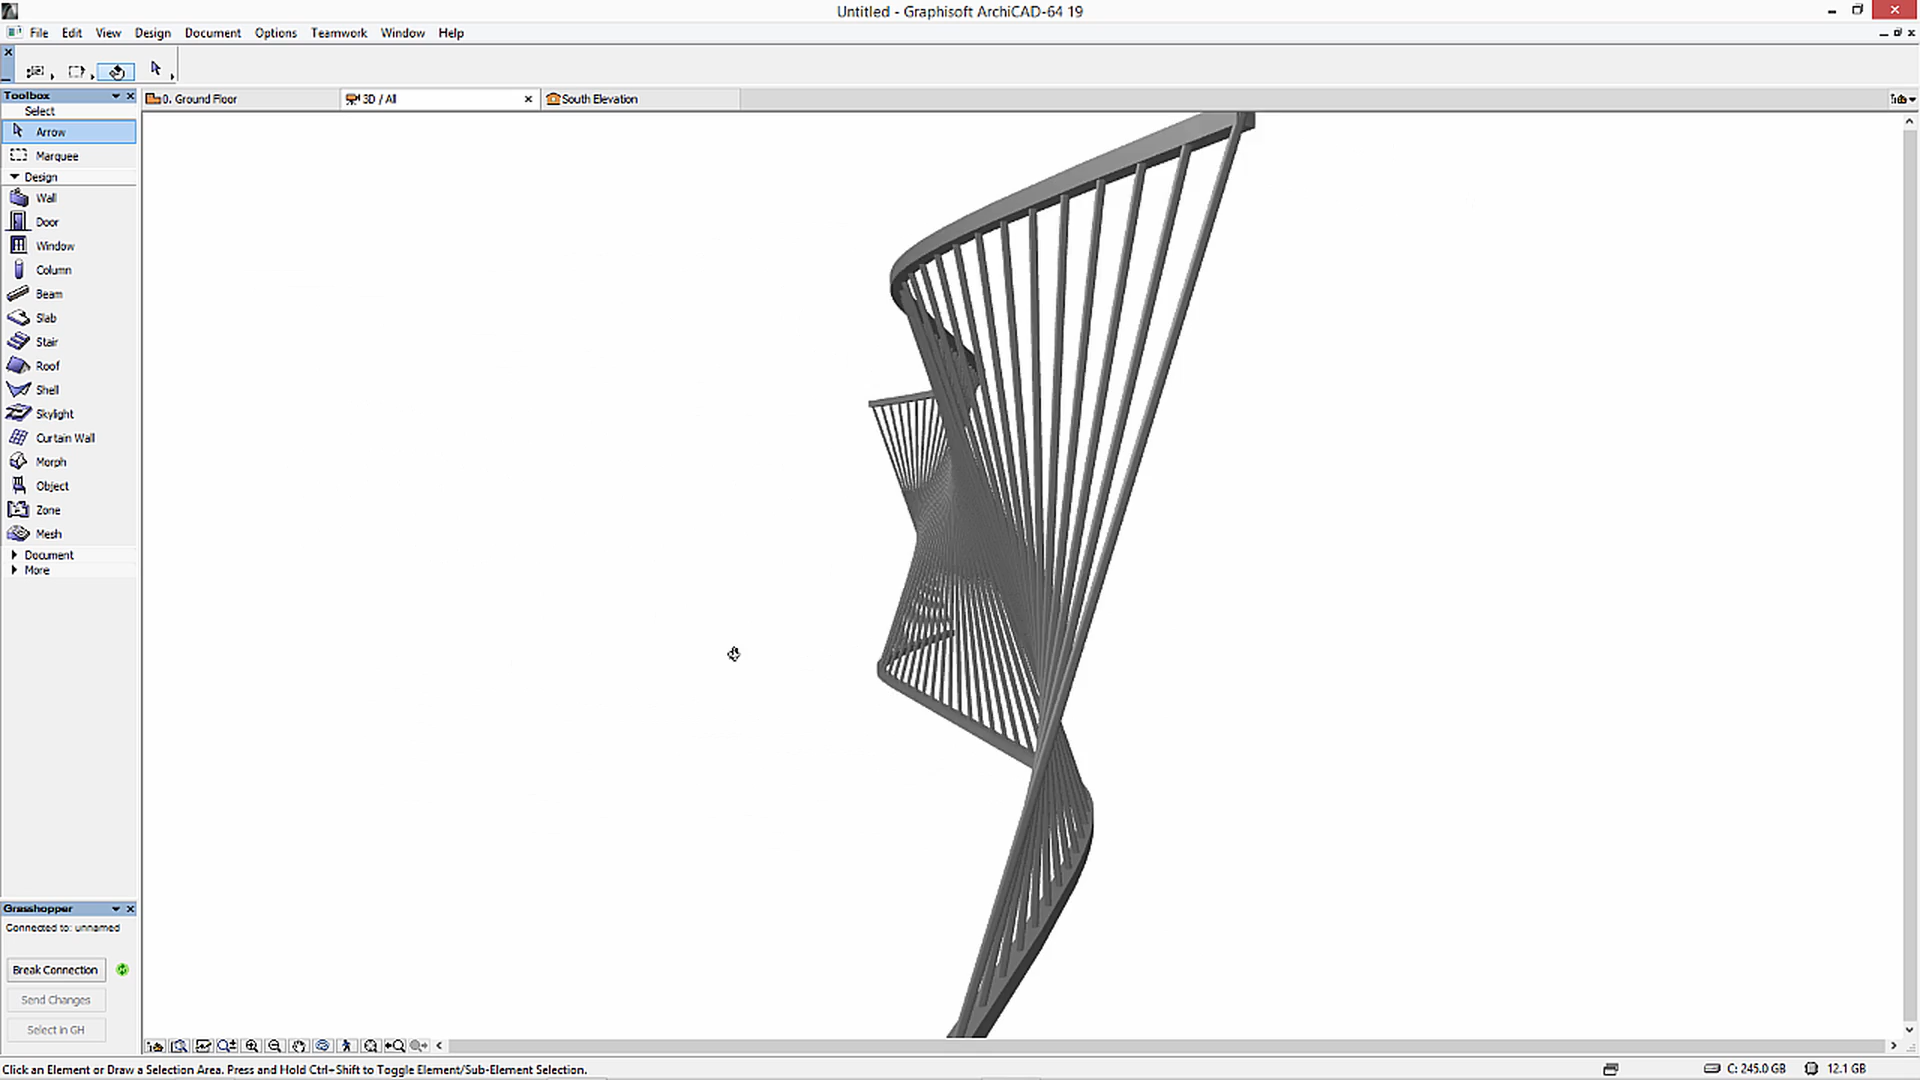 Untitled - Graphisoft ArchiCAD-64 19
File Edit View Design Document Options Teamwork Window Help
Toolbox
0. Ground Floor
3D / All
South Elevation
Select
Arrow
Marquee
Design
Wall
Door
Window
Column
Beam
Slab
Stair
Roof
Shell
Skylight
Curtain Wall
Morph
Object
Zone
Mesh
Document
More
Grasshopper
Connected to: unnamed
Break Connection
Send Changes
Select in GH
Click an Element or Draw a Selection Area. Press and Hold Ctrl+Shift to Toggle Element/Sub-Element Selection.
C: 245.0 GB
12.1 GB